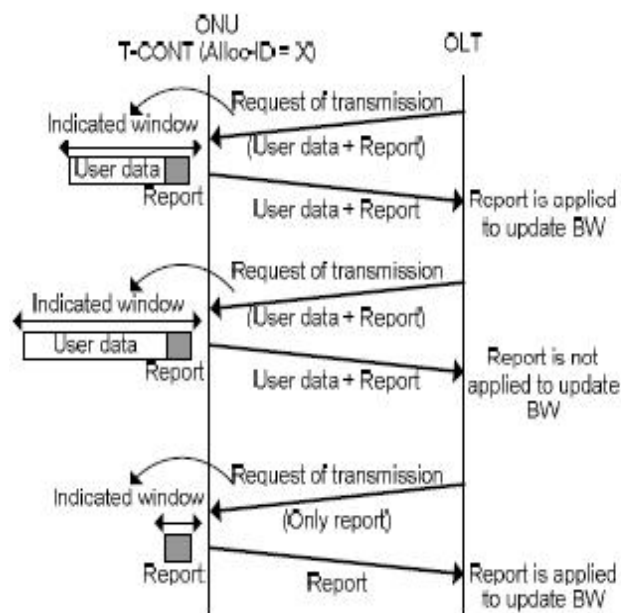 ONU
T-CONT (Alloc-ID = X)
OLT
Request of transmission
Indicated window
(User data + Report)
User data
Report
User data + Report
Report is applied
to update BW
Request of transmission
Indicated window
(User data + Report)
User data
Report
User data + Report
Report is not
applied to update
BW
Request of transmission
Indicated window
(Only report)
Report
Report
Report is applied
to update BW